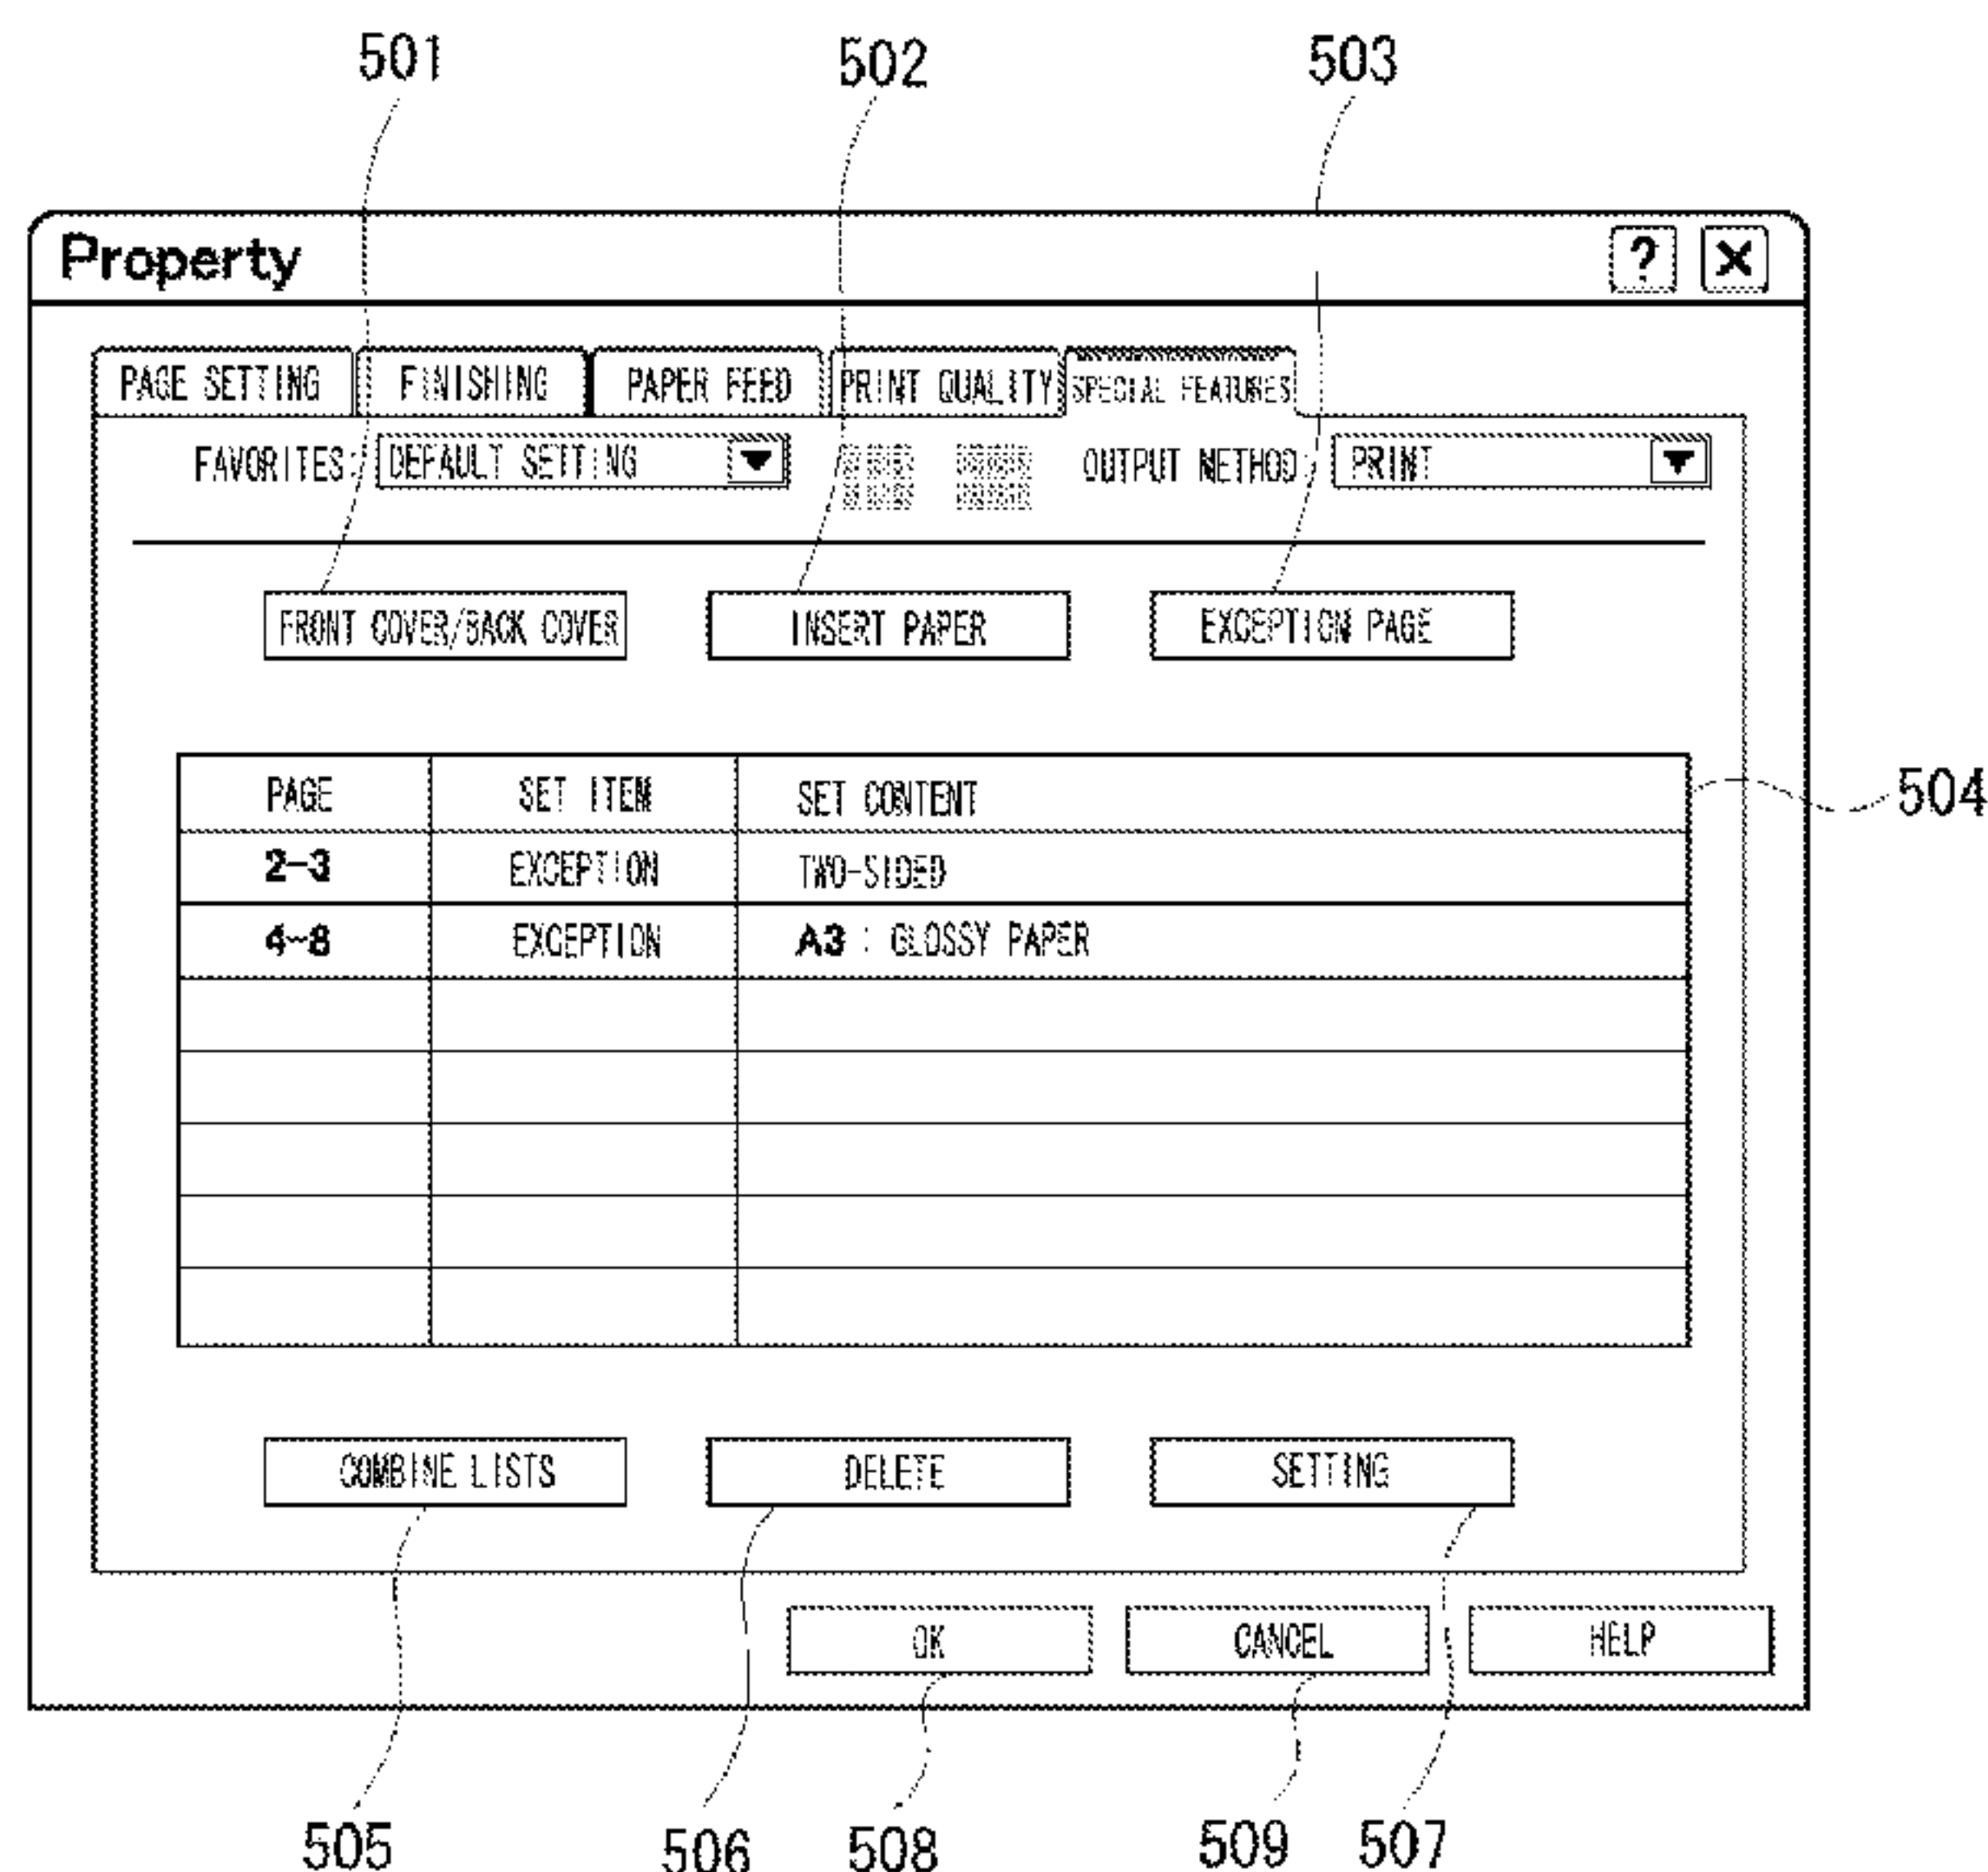 501 502 503
Property ? X
PAGE SETTING FINISHING PAPER FEED PRINT QUALITY SPECIAL FEATURES
FAVORITES: DEFAULT SETTING OUTPUT METHOD: PRINT
FRONT COVER/BACK COVER INSERT PAPER EXCEPTION PAGE
PAGE SET ITEM SET CONTENT 504
2-3 EXCEPTION TWO-SIDED
4-8 EXCEPTION A3 : GLOSSY PAPER
COMBINE LISTS DELETE SETTING
OK CANCEL HELP
505 506 508 509 507